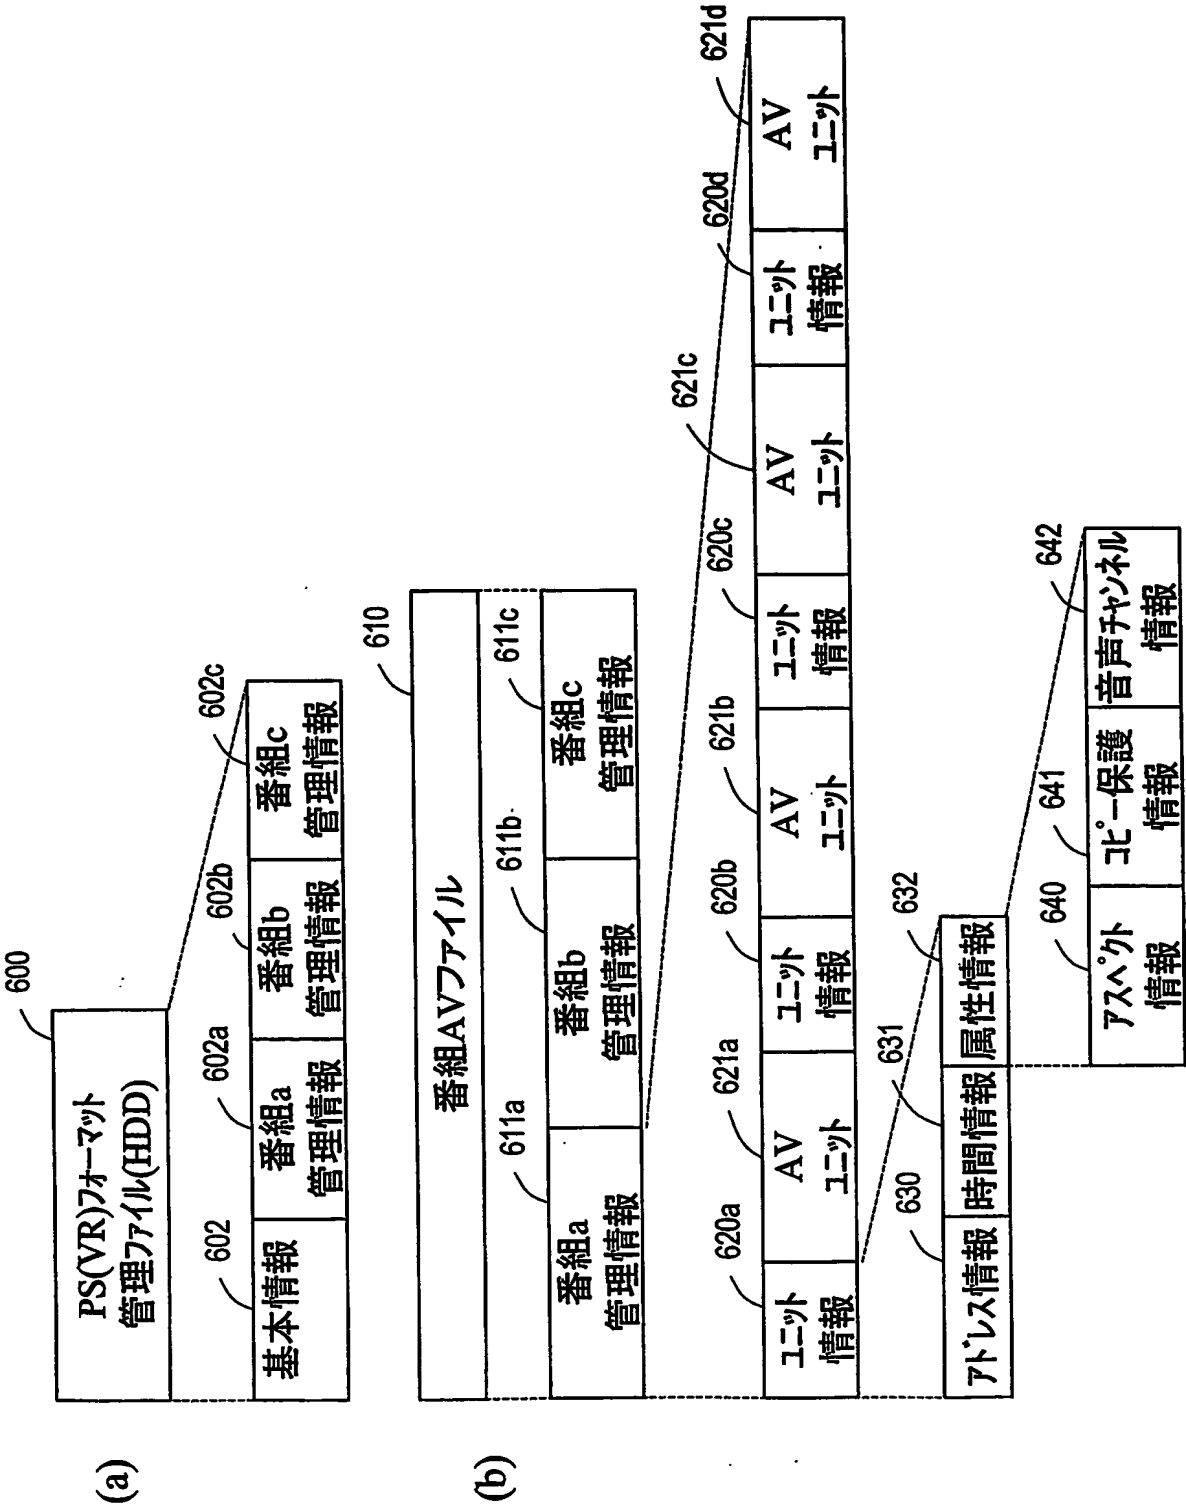 (a)
600
PS(VR)フォーマット
管理ファイル(HDD)
602
602a
602b
602c
基本情報
番組a
管理情報
番組b
管理情報
番組c
管理情報
(b)
610
番組AVファイル
611a
611b
611c
番組a
管理情報
番組b
管理情報
番組c
管理情報
620a
621a
620b
621b
620c
621c
620d
621d
ユニット
情報
AV
ユニット
ユニット
情報
AV
ユニット
ユニット
情報
AV
ユニット
ユニット
情報
AV
ユニット
630
631
632
アドレス情報
時間情報
属性情報
640
641
642
アスペクト
情報
コピー保護
情報
音声チャンネル
情報